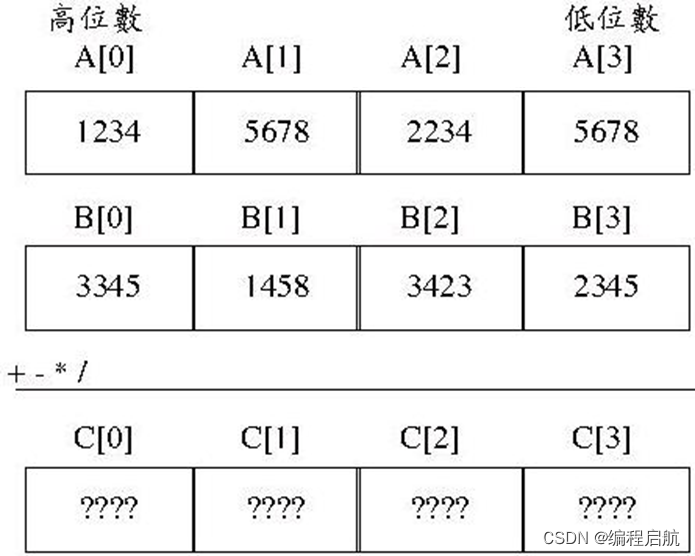 高位數 低位數
A[0] A[1] A[2] A[3]
1234 5678 2234 5678
B[0] B[1] B[2] B[3]
3345 1458 3423 2345
+ - * /
C[0] C[1] C[2] C[3]
???? ???? ???? ????
CSDN @编程启航